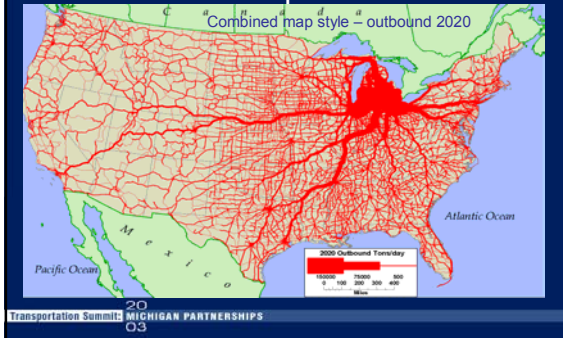 C a n a d a
Combined map style – outbound 2020
Atlantic Ocean
M e x i c o
Pacific Ocean
2020 Outbound Tons/day
150000 75000 500
0 100 200 300 400
Miles
20
Transportation Summit: MICHIGAN PARTNERSHIPS
03